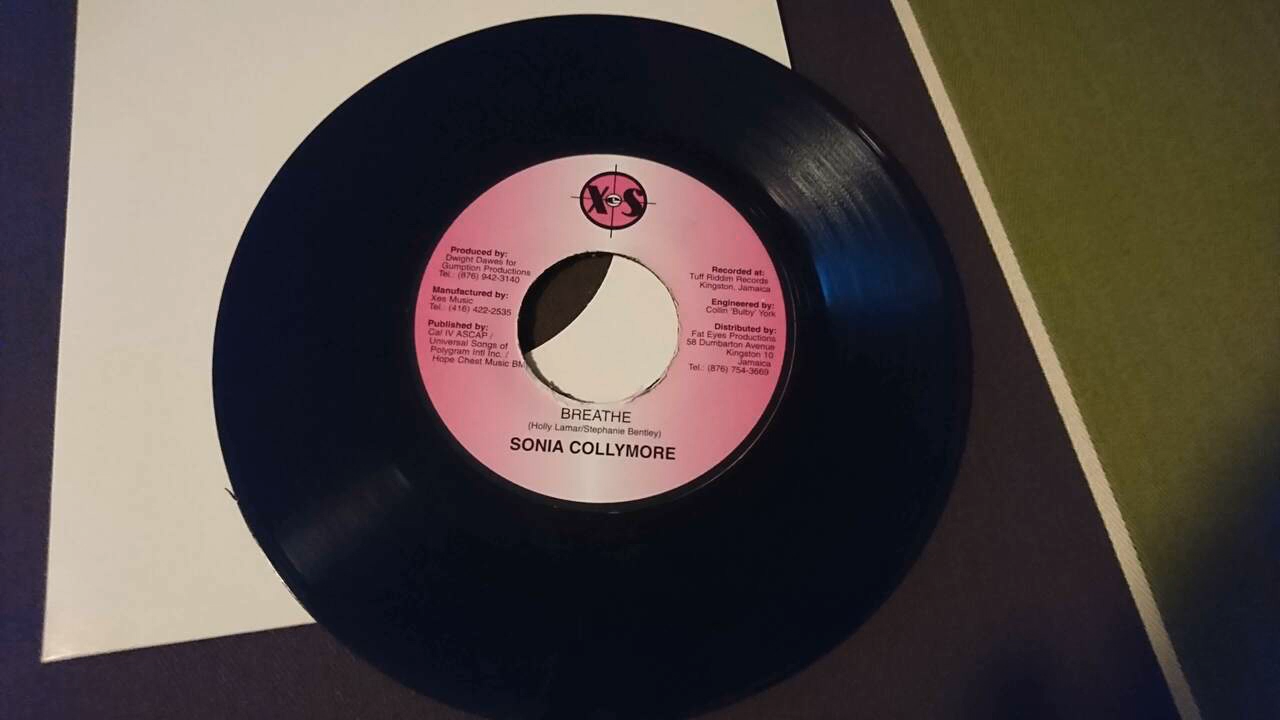 XeS
Produced by:
Dwight Dawes for
Gumption Productions
Tel.: (876) 942-3140
Manufactured by:
Xes Music
Tel.: (416) 422-2535
Published by:
Cal IV ASCAP /
Universal Songs of
Polygram Intl Inc. /
Hope Chest Music BM
Recorded at:
Tuff Riddim Records
Kingston, Jamaica
Engineered by:
Collin 'Bulby' York
Distributed by:
Fat Eyes Productions
58 Dumbarton Avenue
Kingston 10
Jamaica
Tel.: (876) 754-3669
BREATHE
(Holly Lamar/Stephanie Bentley)
SONIA COLLYMORE